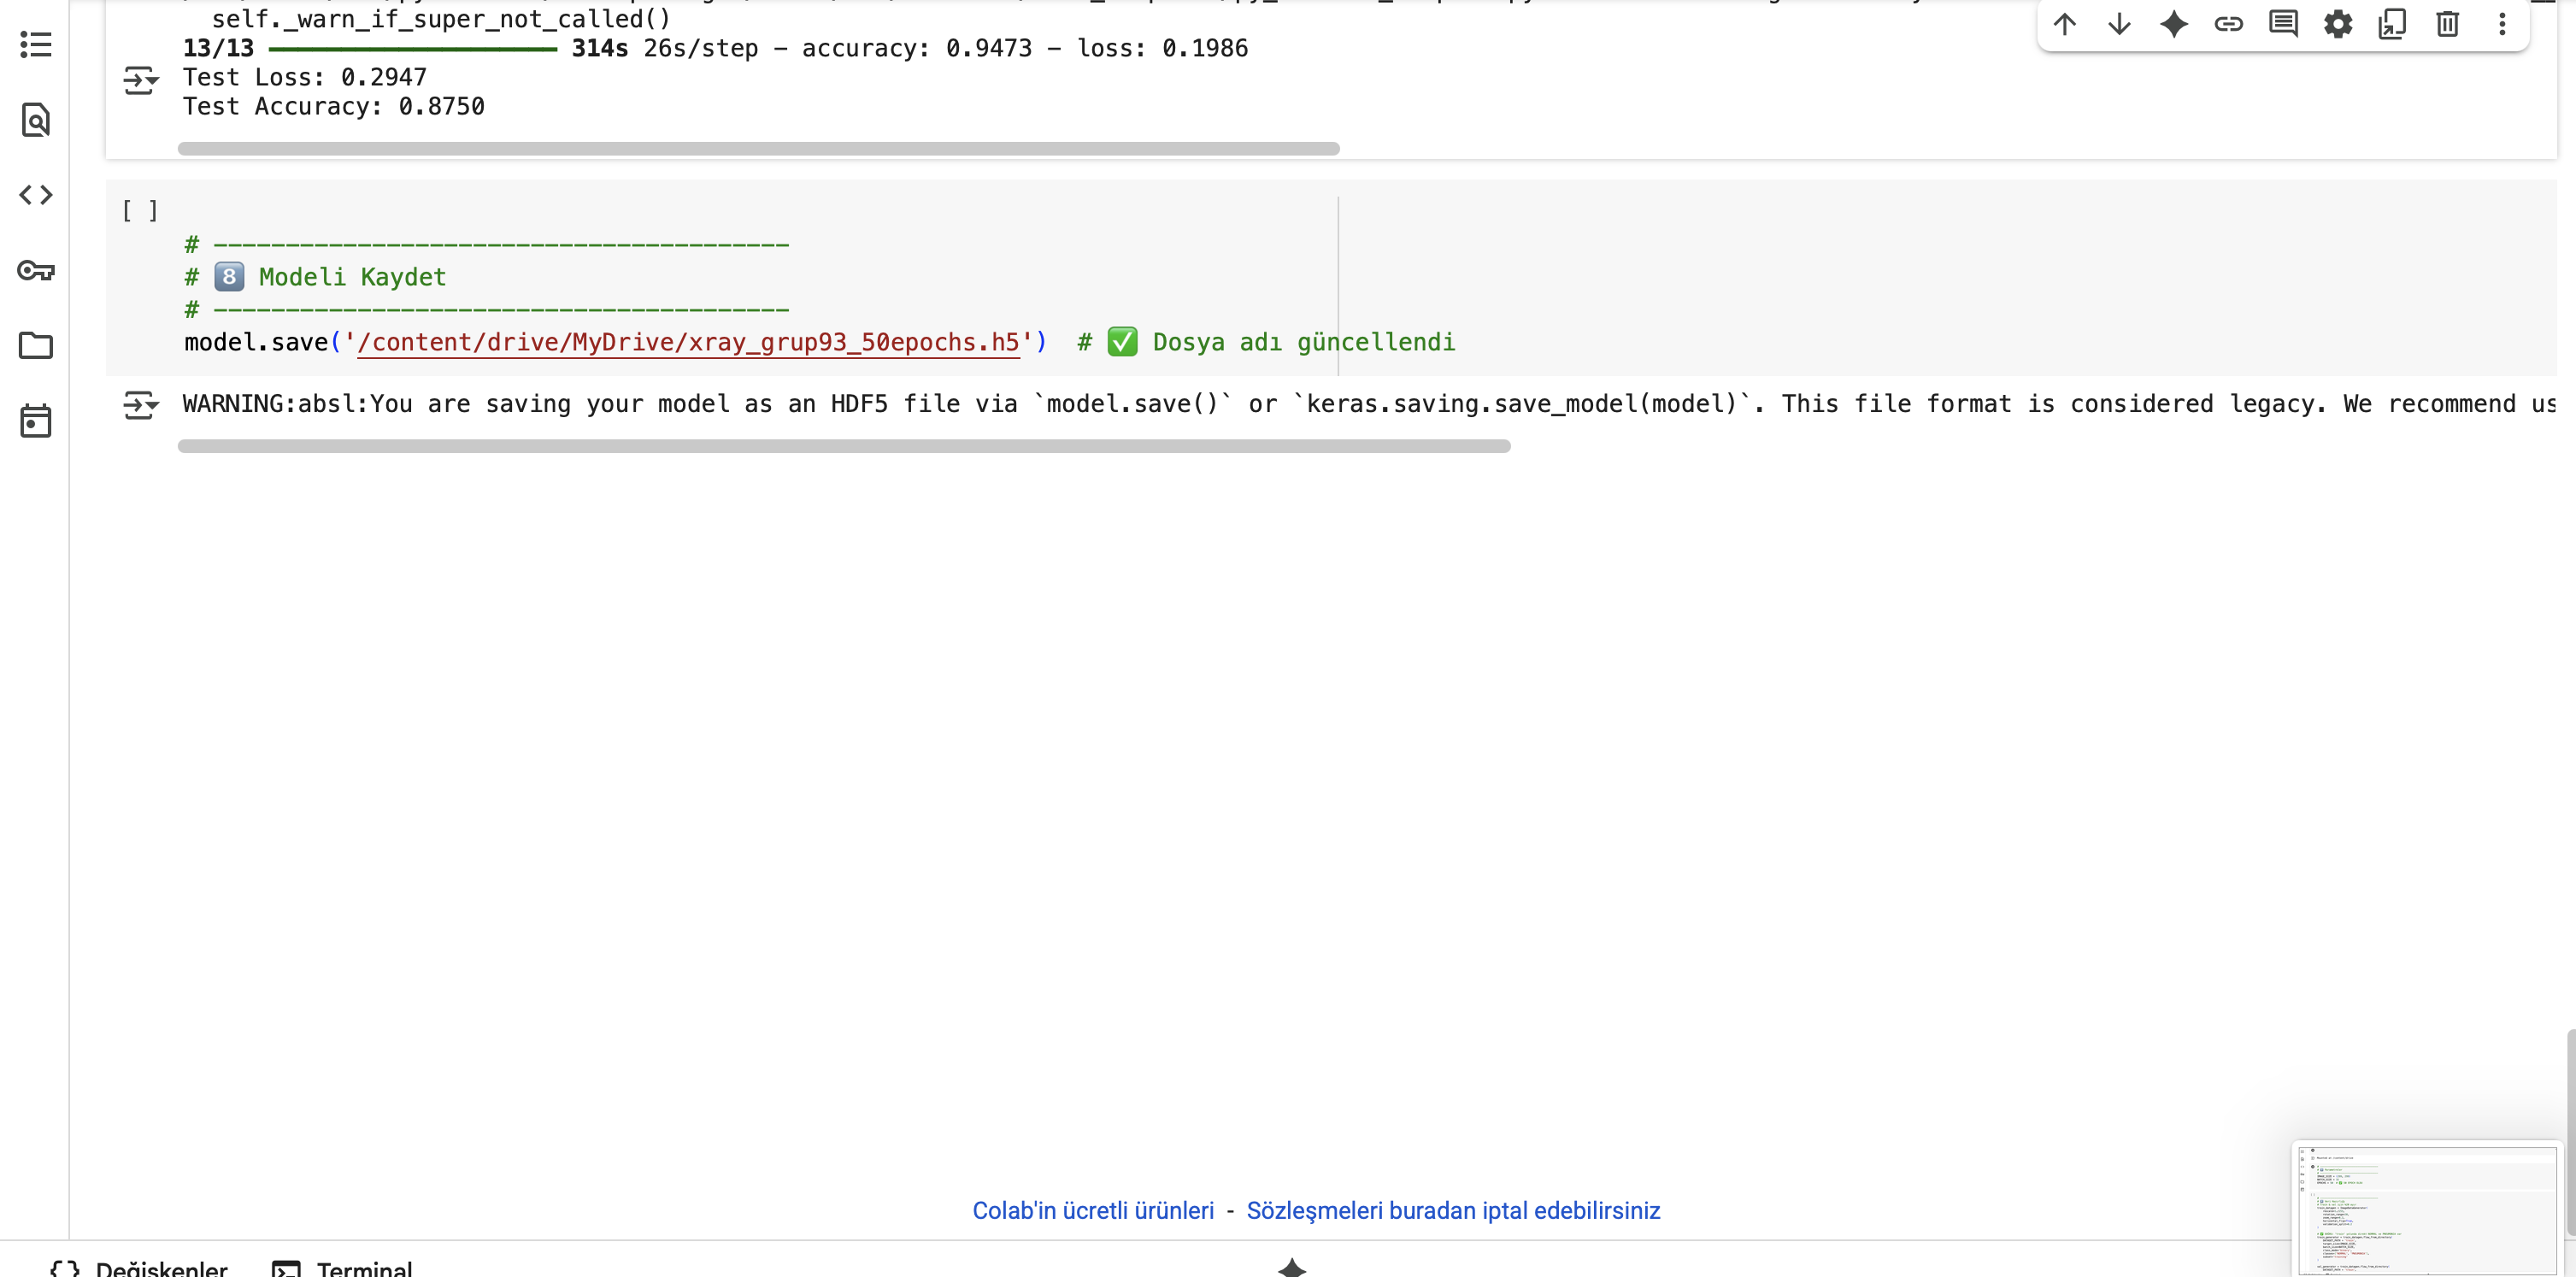 self._warn_if_super_not_called()
13/13 ━━━━━━━━━━━━━━━━━━━━ 314s 26s/step - accuracy: 0.9473 - loss: 0.1986
Test Loss: 0.2947
Test Accuracy: 0.8750
[ ]
# ----------------------------------------
# 8️⃣ Modeli Kaydet
# ----------------------------------------
model.save('/content/drive/MyDrive/xray_grup93_50epochs.h5')  # ✅ Dosya adı güncellendi
WARNING:absl:You are saving your model as an HDF5 file via `model.save()` or `keras.saving.save_model(model)`. This file format is considered legacy. We recommend us
Colab'in ücretli ürünleri - Sözleşmeleri buradan iptal edebilirsiniz
Değişkenler Terminal